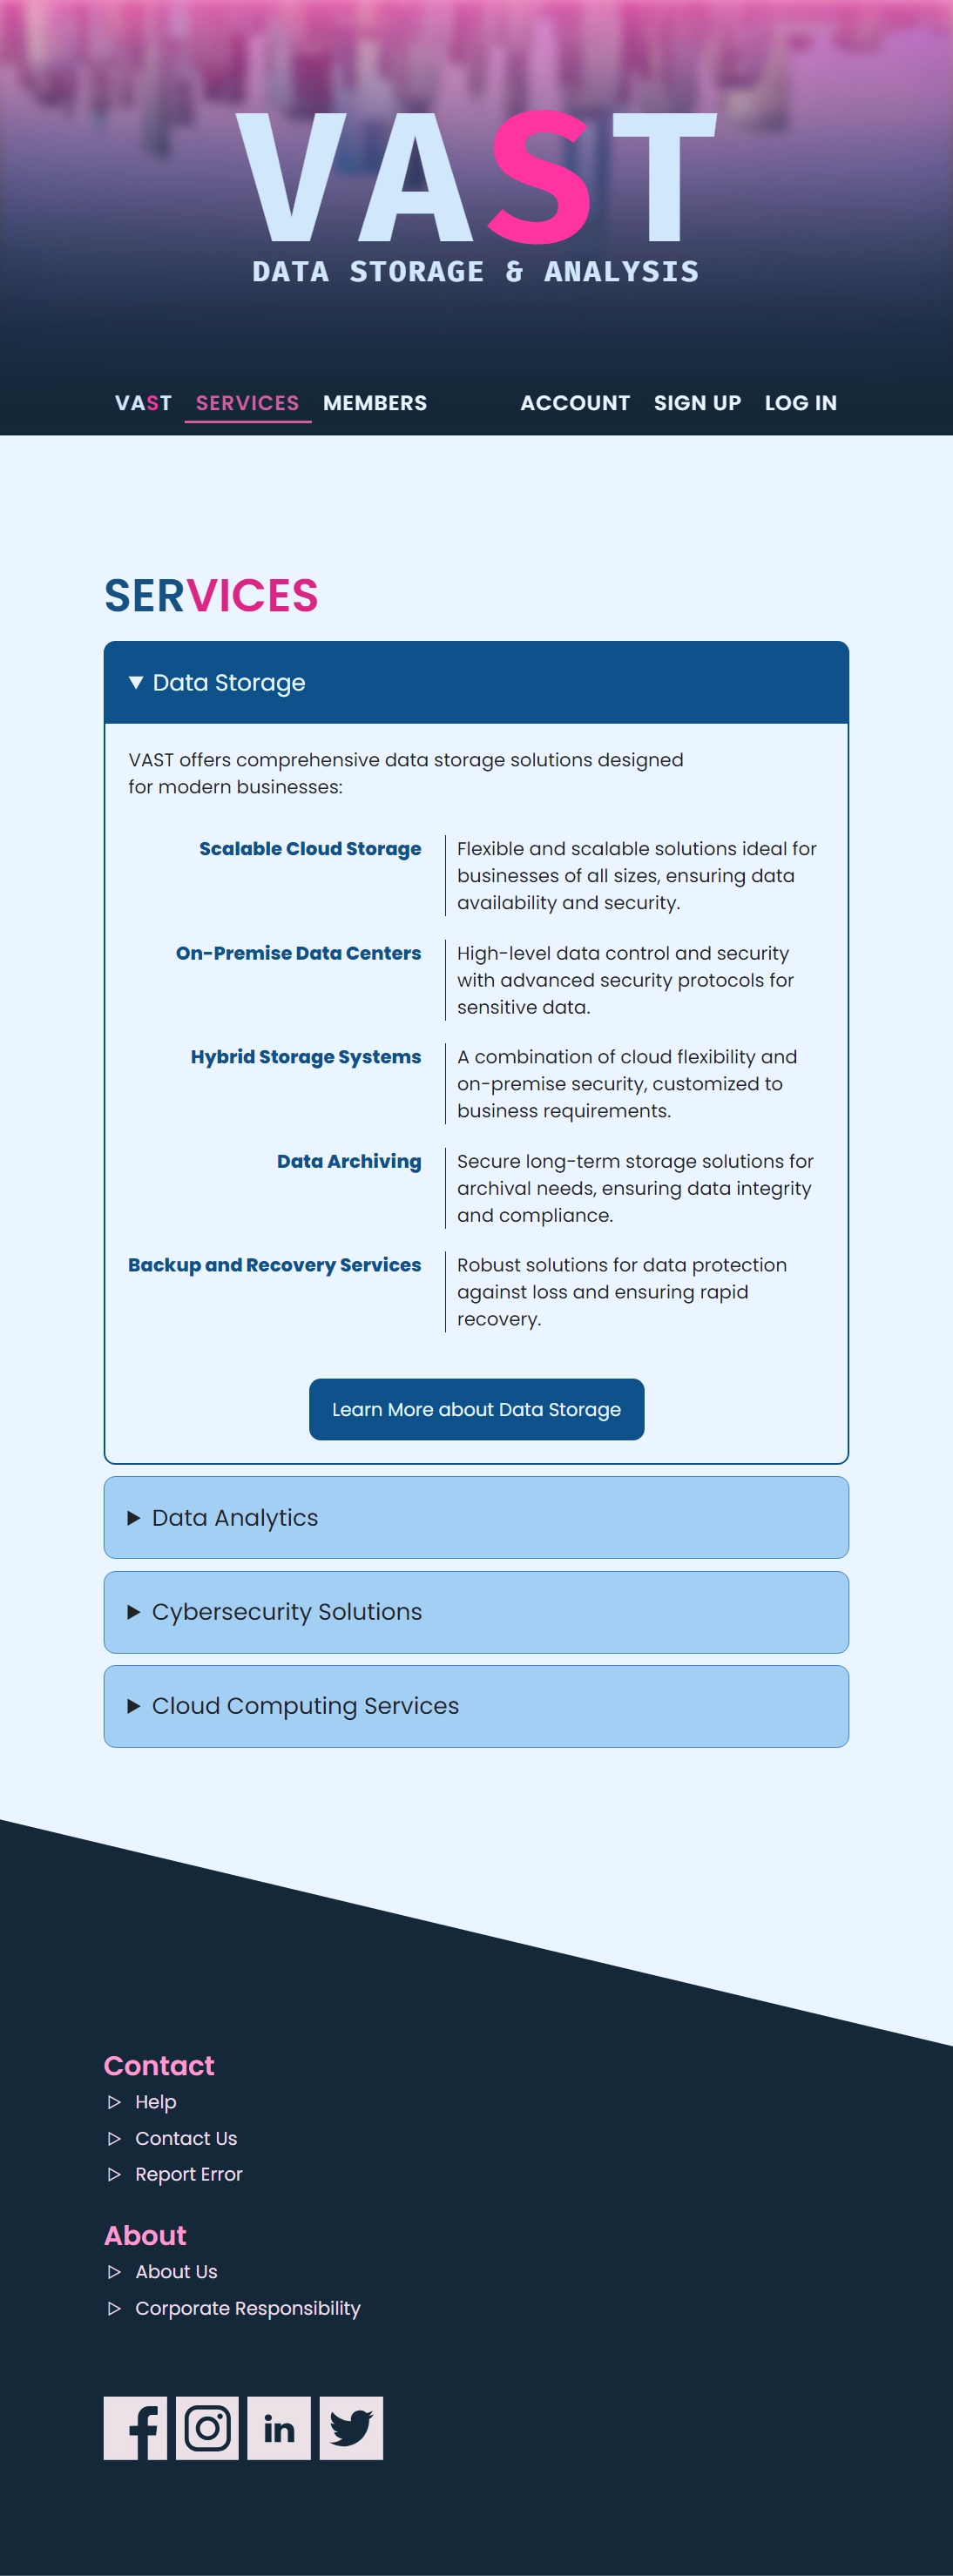 VAST
DATA STORAGE & ANALYSIS
VAST SERVICES MEMBERS ACCOUNT SIGN UP LOG IN
SERVICES
Data Storage
VAST offers comprehensive data storage solutions designed
for modern businesses:
Scalable Cloud Storage
Flexible and scalable solutions ideal for
businesses of all sizes, ensuring data
availability and security.
On-Premise Data Centers
High-level data control and security
with advanced security protocols for
sensitive data.
Hybrid Storage Systems
A combination of cloud flexibility and
on-premise security, customized to
business requirements.
Data Archiving
Secure long-term storage solutions for
archival needs, ensuring data integrity
and compliance.
Backup and Recovery Services
Robust solutions for data protection
against loss and ensuring rapid
recovery.
Learn More about Data Storage
Data Analytics
Cybersecurity Solutions
Cloud Computing Services
Contact
Help
Contact Us
Report Error
About
About Us
Corporate Responsibility